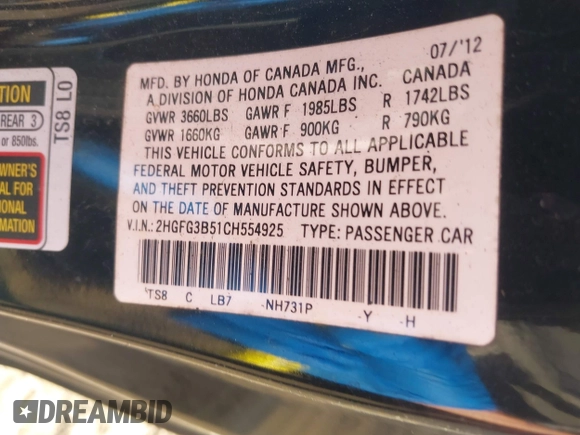 TION
REAR 3
or 850lbs.
OWNER'S
AL FOR
IONAL
MATION
TS8 L0
07/'12
MFD. BY HONDA OF CANADA MFG., CANADA
A DIVISION OF HONDA CANADA INC.
GVWR 3660LBS GAWR F 1985LBS R 1742LBS
GVWR 1660KG GAWR F 900KG R 790KG
THIS VEHICLE CONFORMS TO ALL APPLICABLE
FEDERAL MOTOR VEHICLE SAFETY, BUMPER,
AND THEFT PREVENTION STANDARDS IN EFFECT
ON THE DATE OF MANUFACTURE SHOWN ABOVE.
V.I.N.: 2HGFG3B51CH554925 TYPE: PASSENGER CAR
TS8 C LB7 -NH731P -Y -H
DREAMBID